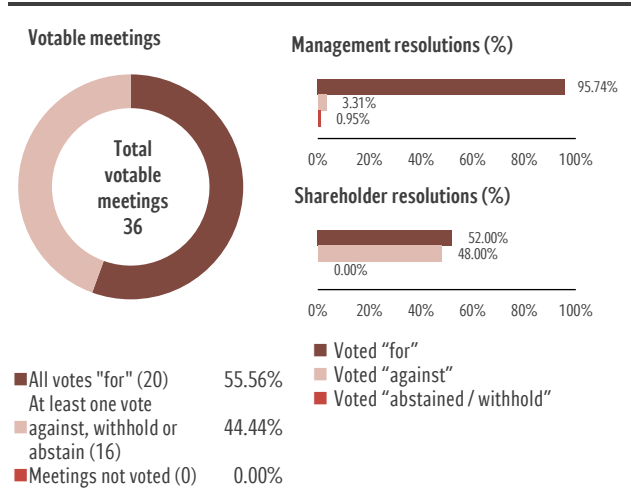 Votable meetings
Total
votable
meetings
36
All votes "for" (20) 55.56%
At least one vote
against, withhold or 44.44%
abstain (16)
Meetings not voted (0) 0.00%
Management resolutions (%)
95.74%
3.31%
0.95%
0% 20% 40% 60% 80% 100%
Shareholder resolutions (%)
52.00%
48.00%
0.00%
0% 20% 40% 60% 80% 100%
Voted “for”
Voted “against”
Voted “abstained / withhold”